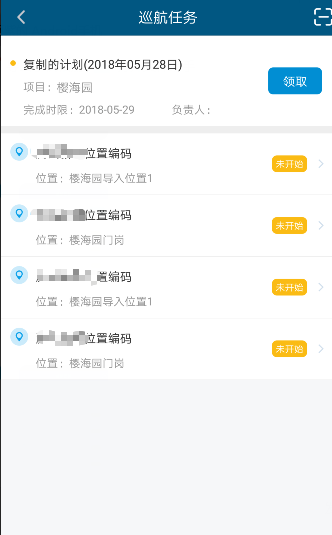 巡航任务
复制的计划(2018年05月28日)
项目：樱海园
领取
完成时限：2018-05-29
负责人：
位置编码
位置：樱海园导入位置1
未开始
位置编码
位置：樱海园门岗
未开始
置编码
位置：樱海园导入位置1
未开始
位置编码
位置：樱海园门岗
未开始